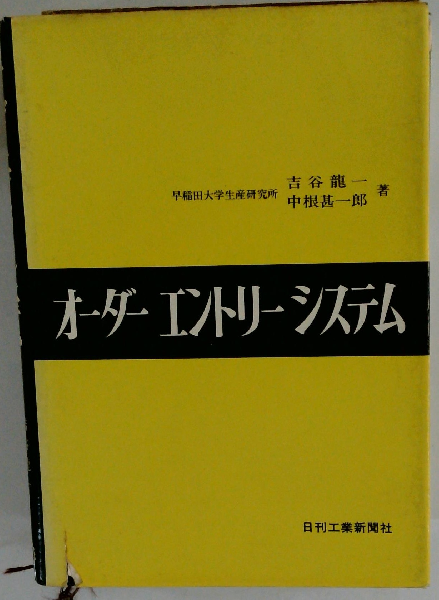 早稲田大学生産研究所
吉谷龍一
中根甚一郎
著
オーダー エントリー システム
日刊工業新聞社